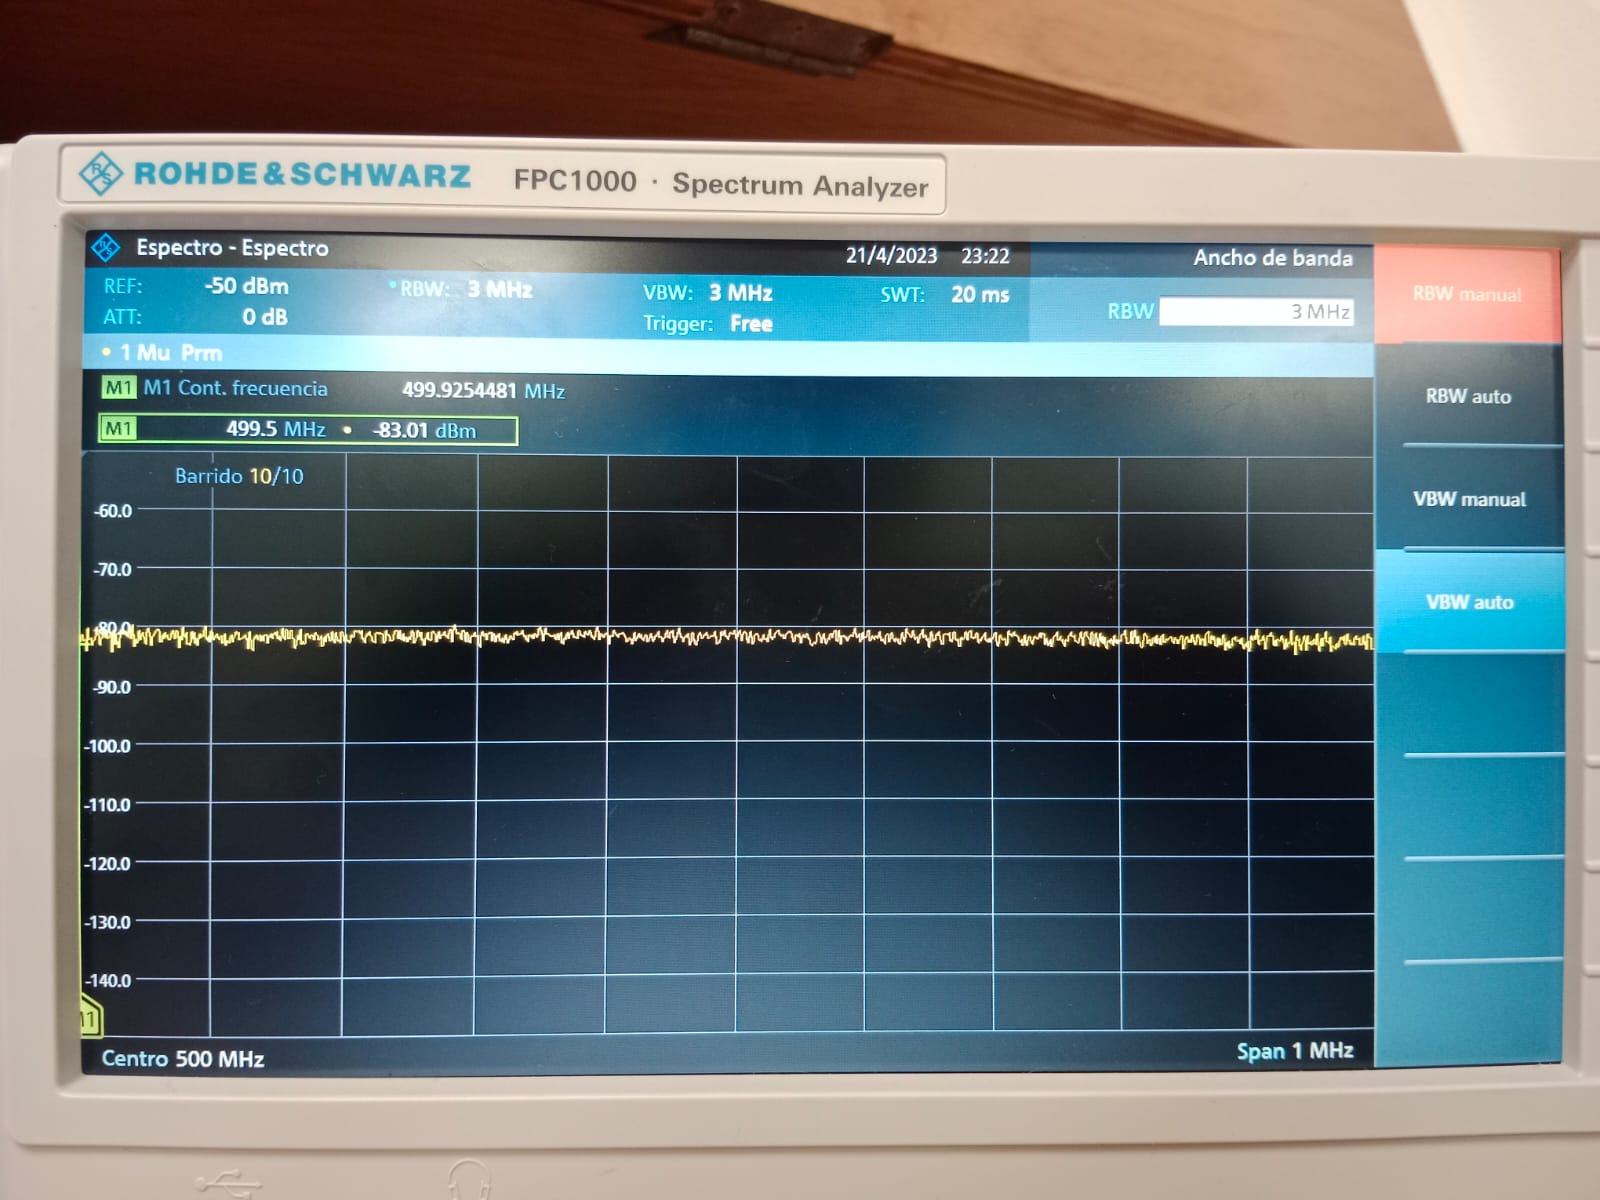 ROHDE&SCHWARZ FPC1000 · Spectrum Analyzer
Espectro - Espectro 21/4/2023 23:22 Ancho de banda
REF: -50 dBm RBW: 3 MHz VBW: 3 MHz SWT: 20 ms
ATT: 0 dB Trigger: Free
RBW 3 MHz
1 Mu Prm
M1 M1 Cont. frecuencia 499.9254481 MHz
M1 499.5 MHz • -83.01 dBm
Barrido 10/10
-60.0
-70.0
-80.0
-90.0
-100.0
-110.0
-120.0
-130.0
-140.0
Centro 500 MHz Span 1 MHz
RBW manual
RBW auto
VBW manual
VBW auto